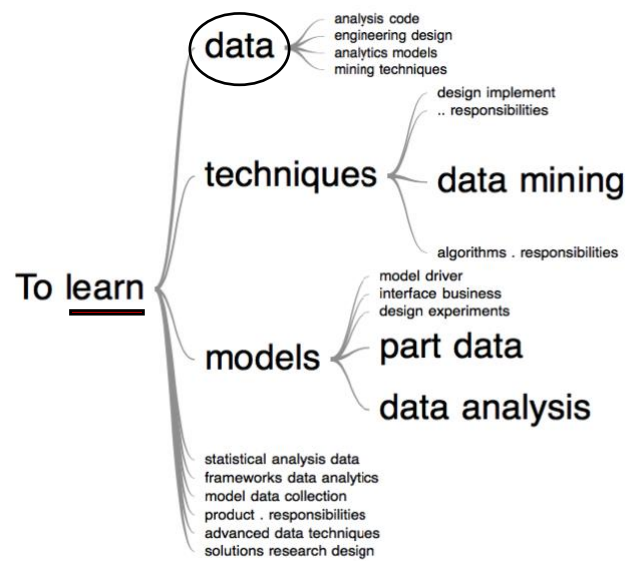 data
analysis code
engineering design
analytics models
mining techniques
techniques
design implement
.. responsibilities
data mining
algorithms . responsibilities
To learn
models
model driver
interface business
design experiments
part data
data analysis
statistical analysis data
frameworks data analytics
model data collection
product . responsibilities
advanced data techniques
solutions research design